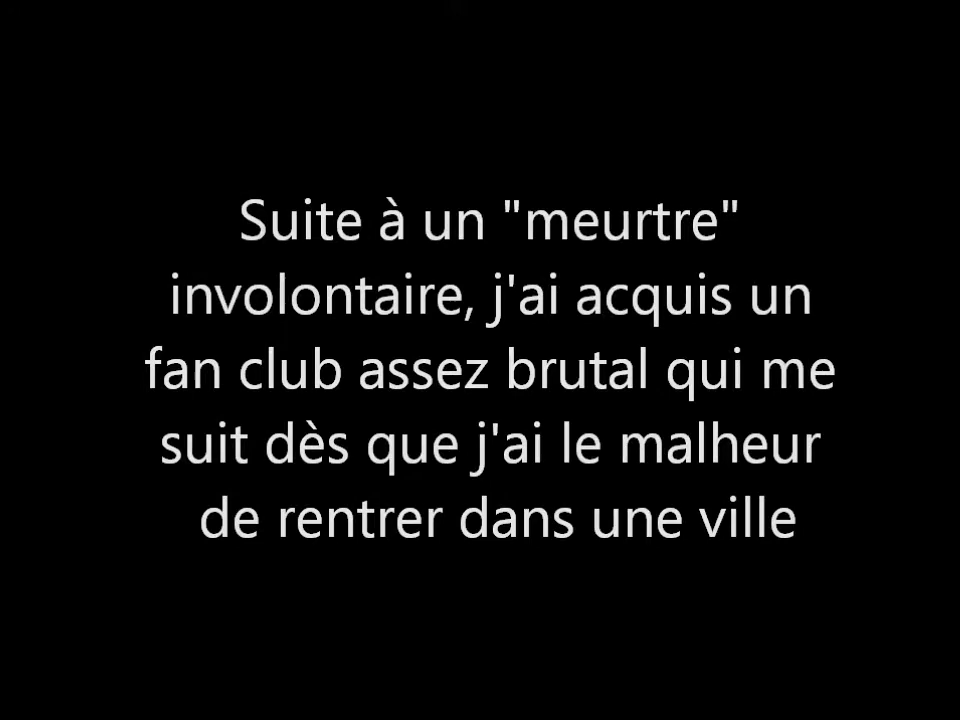 Suite à un "meurtre"
involontaire, j'ai acquis un
fan club assez brutal qui me
suit dès que j'ai le malheur
de rentrer dans une ville